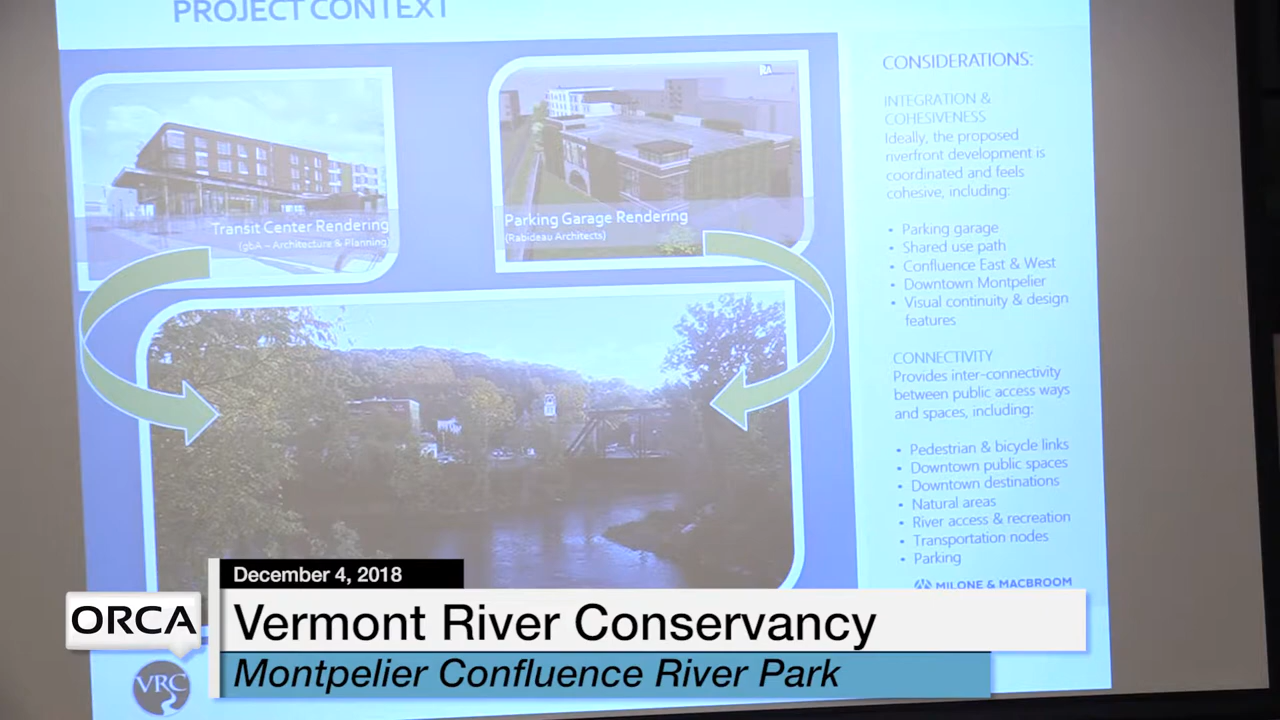 PROJECT CONTEXT
Transit Center Rendering
(gbA – Architecture & Planning)
Parking Garage Rendering
(Rabideau Architects)
CONSIDERATIONS:
INTEGRATION &
COHESIVENESS
Ideally, the proposed
riverfront development is
coordinated and feels
cohesive, including:
• Parking garage
• Shared use path
• Confluence East & West
• Downtown Montpelier
• Visual continuity & design
features
CONNECTIVITY
Provides inter-connectivity
between public access ways
and spaces, including:
• Pedestrian & bicycle links
• Downtown public spaces
• Downtown destinations
• Natural areas
• River access & recreation
• Transportation nodes
• Parking
MILONE & MACBROOM
December 4, 2018
ORCA
Vermont River Conservancy
Montpelier Confluence River Park
VRC